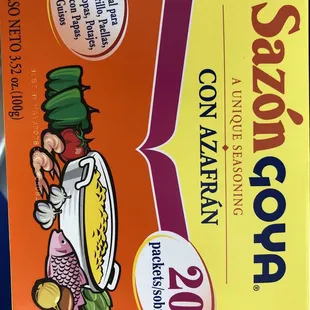 Sazón
GOYA®
A UNIQUE SEASONING
CON AZAFRÁN
20
packets/sob
Paellas,
Potajes,
con Papas,
Guisos
SO NETO 3.52 oz.(100g)